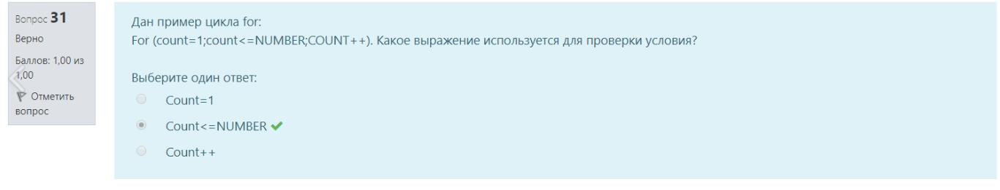 Вопрос 31
Верно
Баллов: 1,00 из
1,00
Отметить
вопрос
Дан пример цикла for:
For (count=1;count<=NUMBER;COUNT++). Какое выражение используется для проверки условия?
Выберите один ответ:
Count=1
Count<=NUMBER
Count++